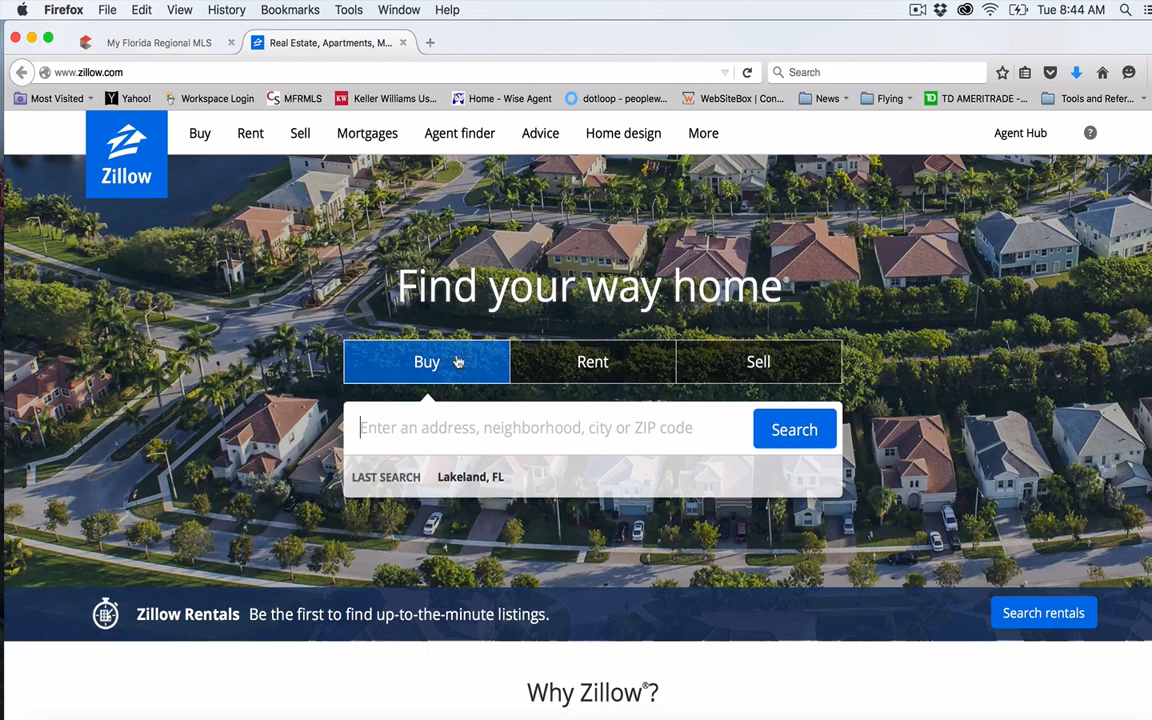 Firefox File Edit View History Bookmarks Tools Window Help Tue 8:44 AM
My Florida Regional MLS Real Estate, Apartments, M...
www.zillow.com Search
Most Visited Yahoo! Workspace Login MFRMLS Keller Williams Us... Home - Wise Agent dotloop - peoplew... WebSiteBox | Con... News Flying TD AMERITRADE -... Tools and Refer...
Zillow
Buy Rent Sell Mortgages Agent finder Advice Home design More Agent Hub ?
Find your way home®
Buy Rent Sell
Enter an address, neighborhood, city or ZIP code Search
LAST SEARCH Lakeland, FL
Zillow Rentals Be the first to find up-to-the-minute listings. Search rentals
Why Zillow®?